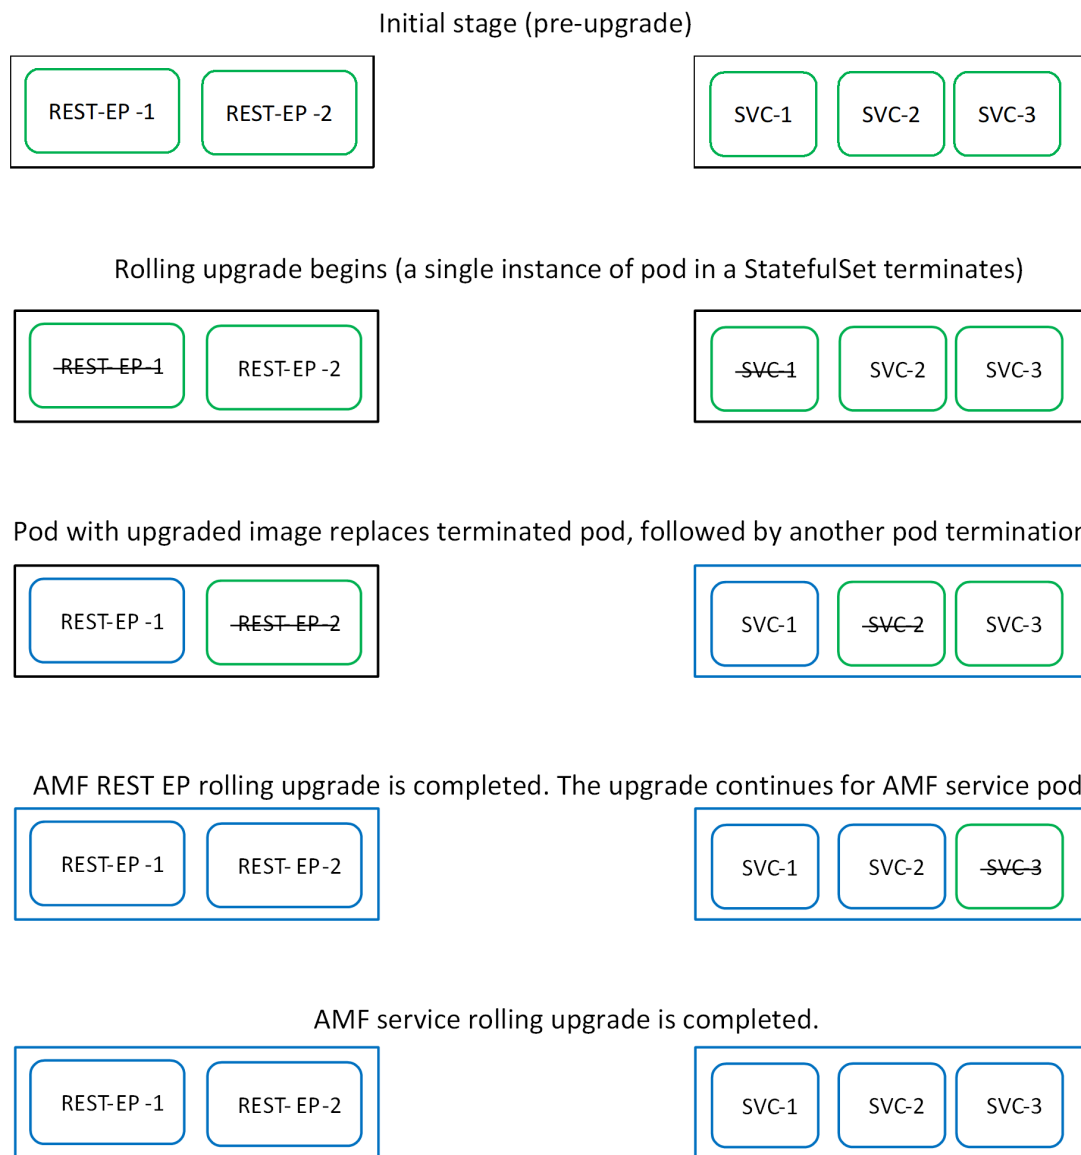 Initial stage (pre-upgrade)
REST-EP -1 REST-EP -2 SVC-1 SVC-2 SVC-3
Rolling upgrade begins (a single instance of pod in a StatefulSet terminates)
REST- EP-1 REST-EP -2 SVC-1 SVC-2 SVC-3
Pod with upgraded image replaces terminated pod, followed by another pod termination
REST-EP -1 REST- EP-2 SVC-1 SVC-2 SVC-3
AMF REST EP rolling upgrade is completed. The upgrade continues for AMF service pod
REST-EP -1 REST- EP-2 SVC-1 SVC-2 SVC-3
AMF service rolling upgrade is completed.
REST-EP -1 REST- EP-2 SVC-1 SVC-2 SVC-3